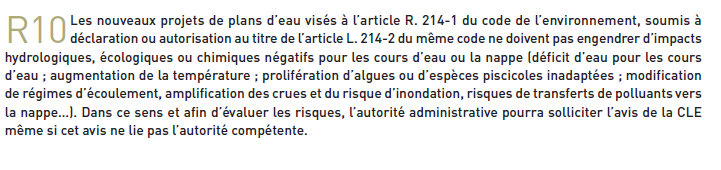 R10 Les nouveaux projets de plans d'eau visés à l'article R. 214-1 du code de l'environnement, soumis à
déclaration ou autorisation au titre de l'article L. 214-2 du même code ne doivent pas engendrer d'impacts
hydrologiques, écologiques ou chimiques négatifs pour les cours d'eau ou la nappe (déficit d'eau pour les cours
d'eau ; augmentation de la température ; prolifération d'algues ou d'espèces piscicoles inadaptées ; modification
de régimes d'écoulement, amplification des crues et du risque d'inondation, risques de transferts de polluants vers
la nappe...). Dans ce sens et afin d'évaluer les risques, l'autorité administrative pourra solliciter l'avis de la CLE
même si cet avis ne lie pas l'autorité compétente.